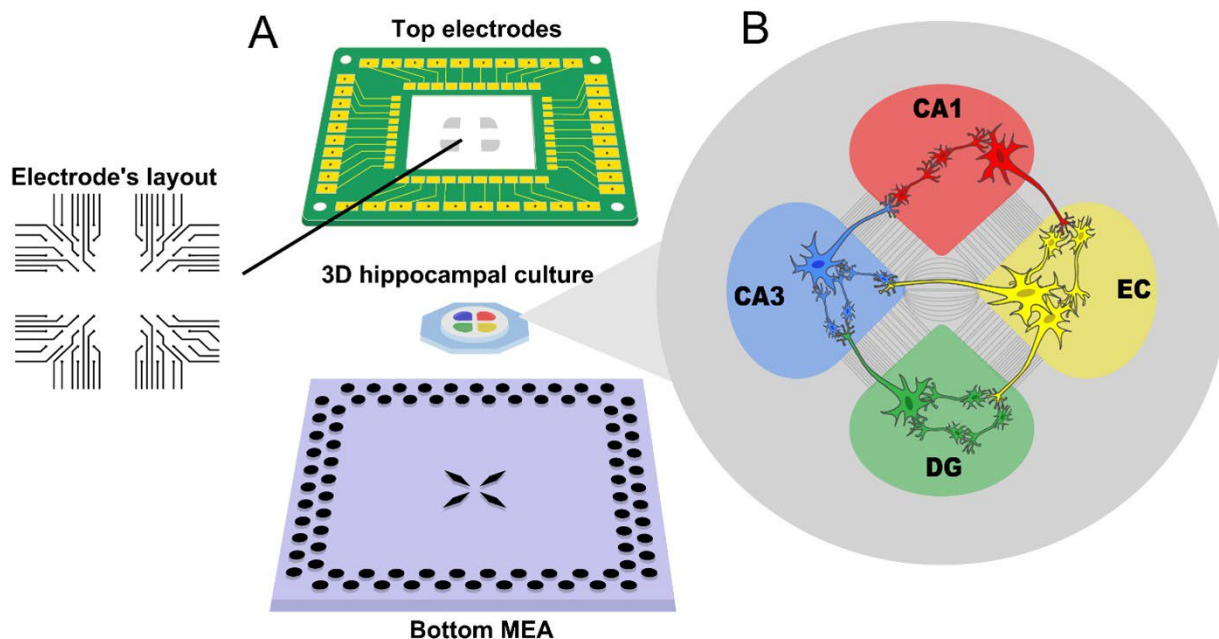 A
Top electrodes
B
CA1
Electrode's layout
3D hippocampal culture
CA3
EC
DG
Bottom MEA